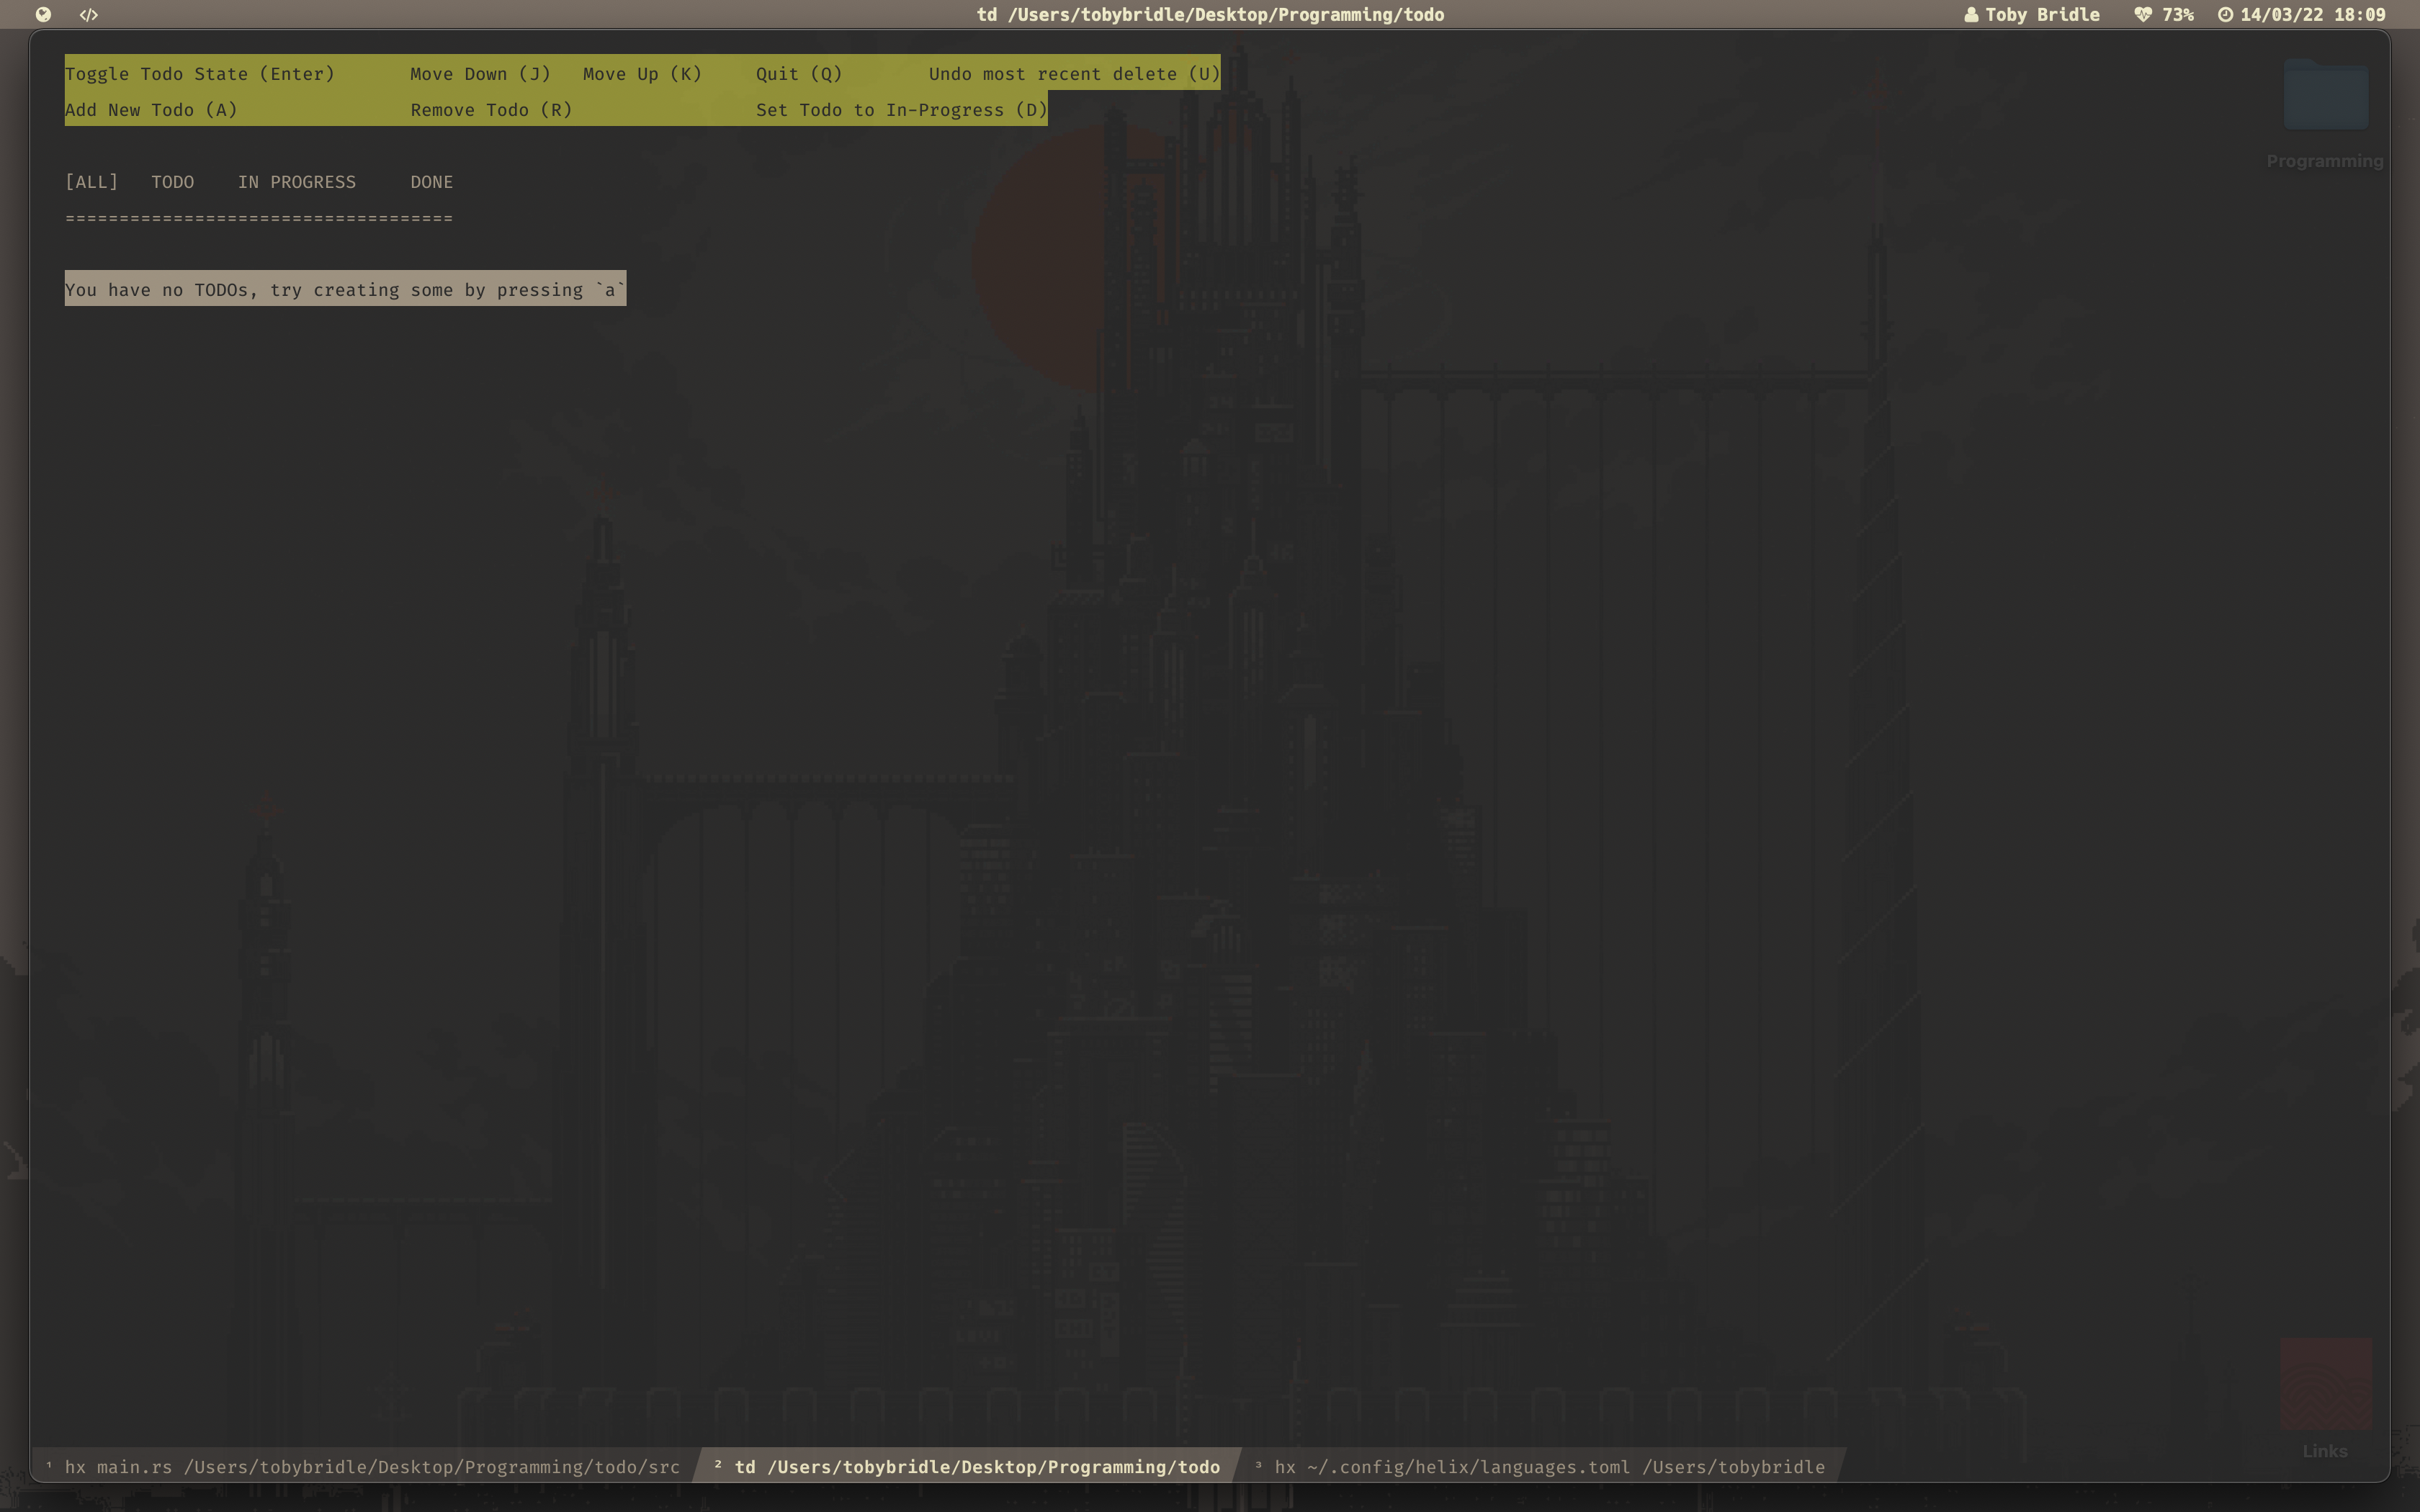 td /Users/tobybridle/Desktop/Programming/todo
Toby Bridle 73% 14/03/22 18:09
Toggle Todo State (Enter) Move Down (J) Move Up (K) Quit (Q) Undo most recent delete (U)
Add New Todo (A) Remove Todo (R) Set Todo to In-Progress (D)
Programming
[ALL] TODO IN PROGRESS DONE
====================================
You have no TODOs, try creating some by pressing `a`
Links
¹ hx main.rs /Users/tobybridle/Desktop/Programming/todo/src
² td /Users/tobybridle/Desktop/Programming/todo
³ hx ~/.config/helix/languages.toml /Users/tobybridle